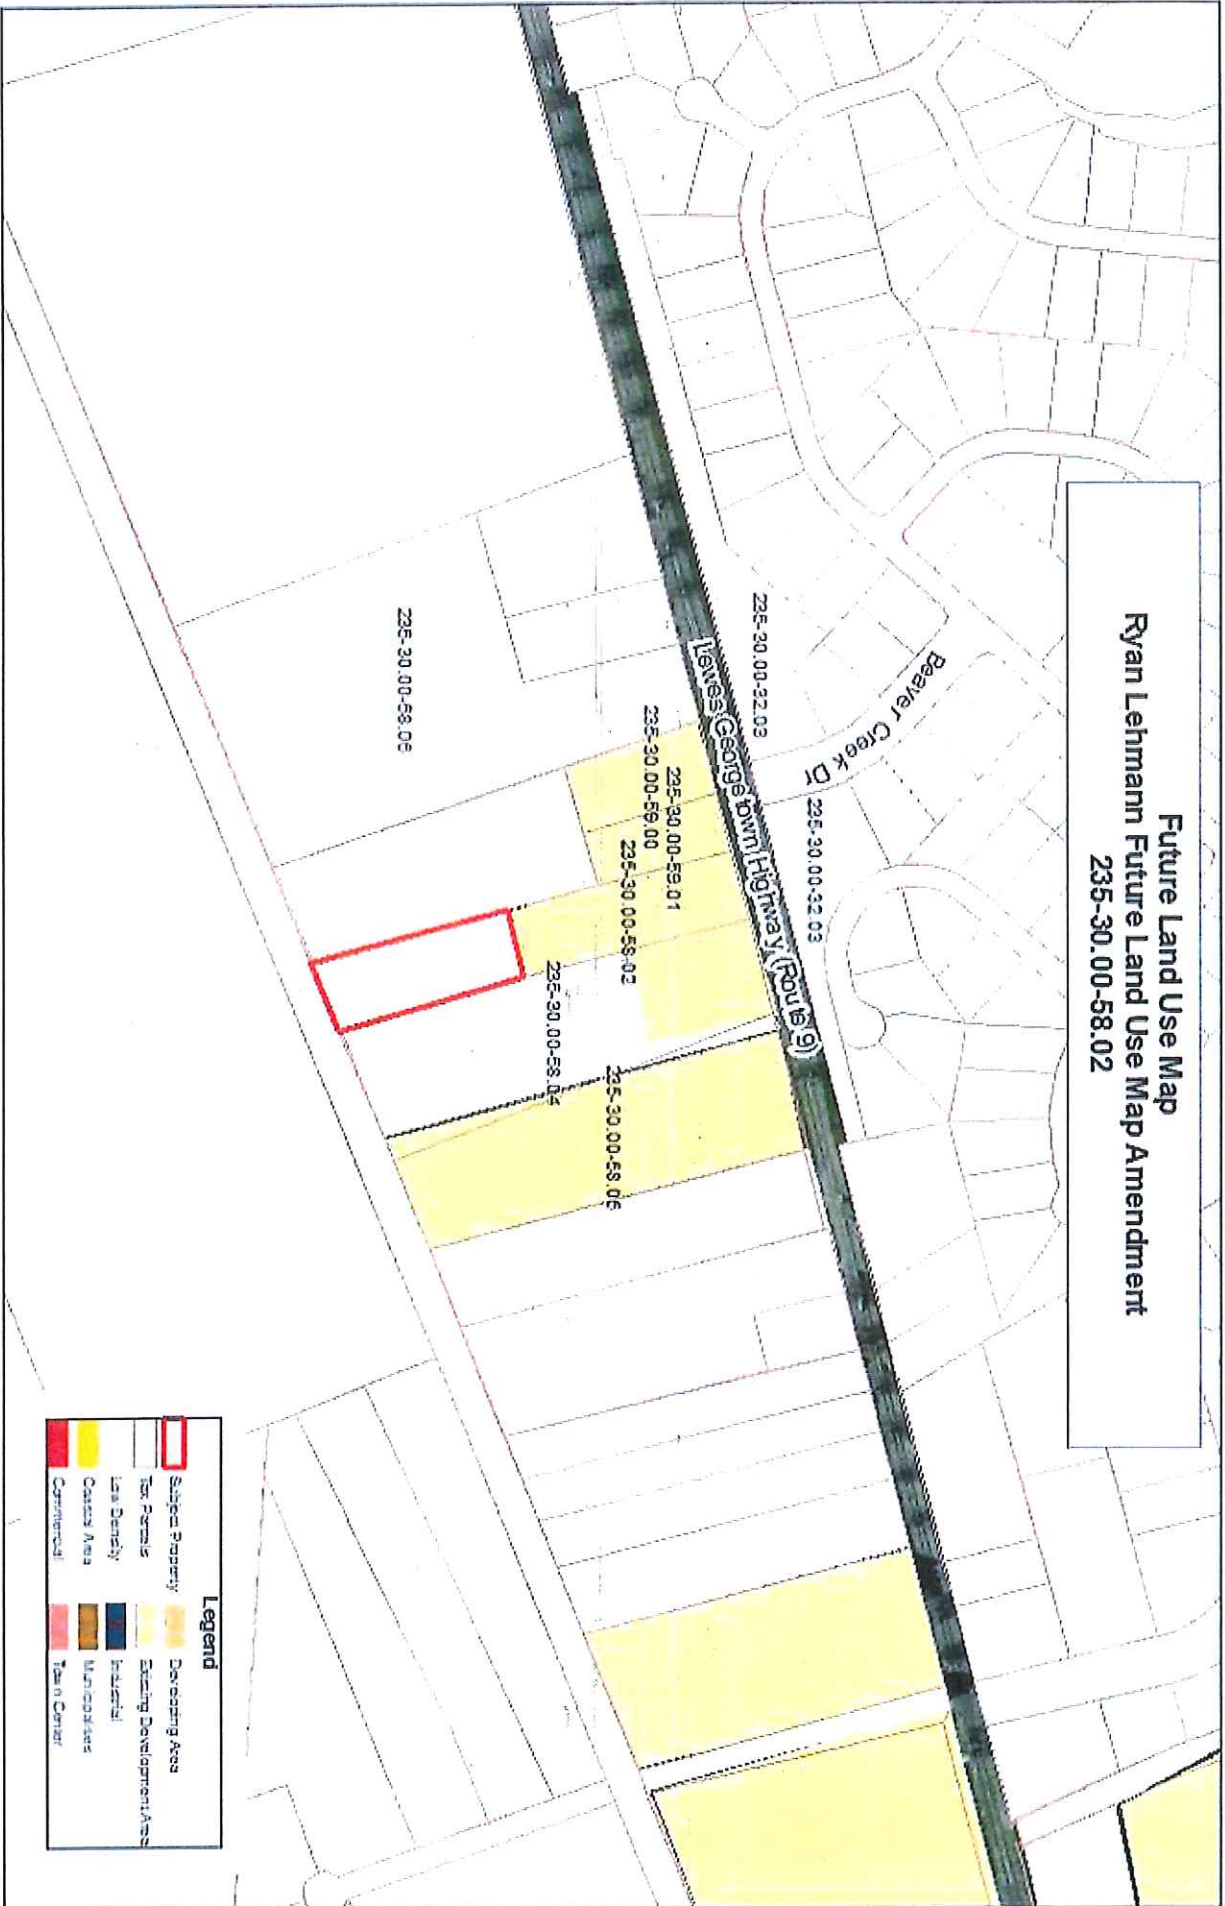 Future Land Use Map
Ryan Lehmann Future Land Use Map Amendment
235-30.00-58.02
Beaver Creek Dr
235-30.00-32.03
235-30.00-32.03
Lewes Georgetown Highway (Route 9)
235-30.00-59.01
235-30.00-59.00
235-30.00-58.02
235-30.00-58.06
235-30.00-58.04
235-30.00-58.06
Legend
Subject Property
Tax Parcels
Low Density
Coastal Area
Commercial
Developing Area
Existing Development Area
Industrial
Municipalities
Town Center